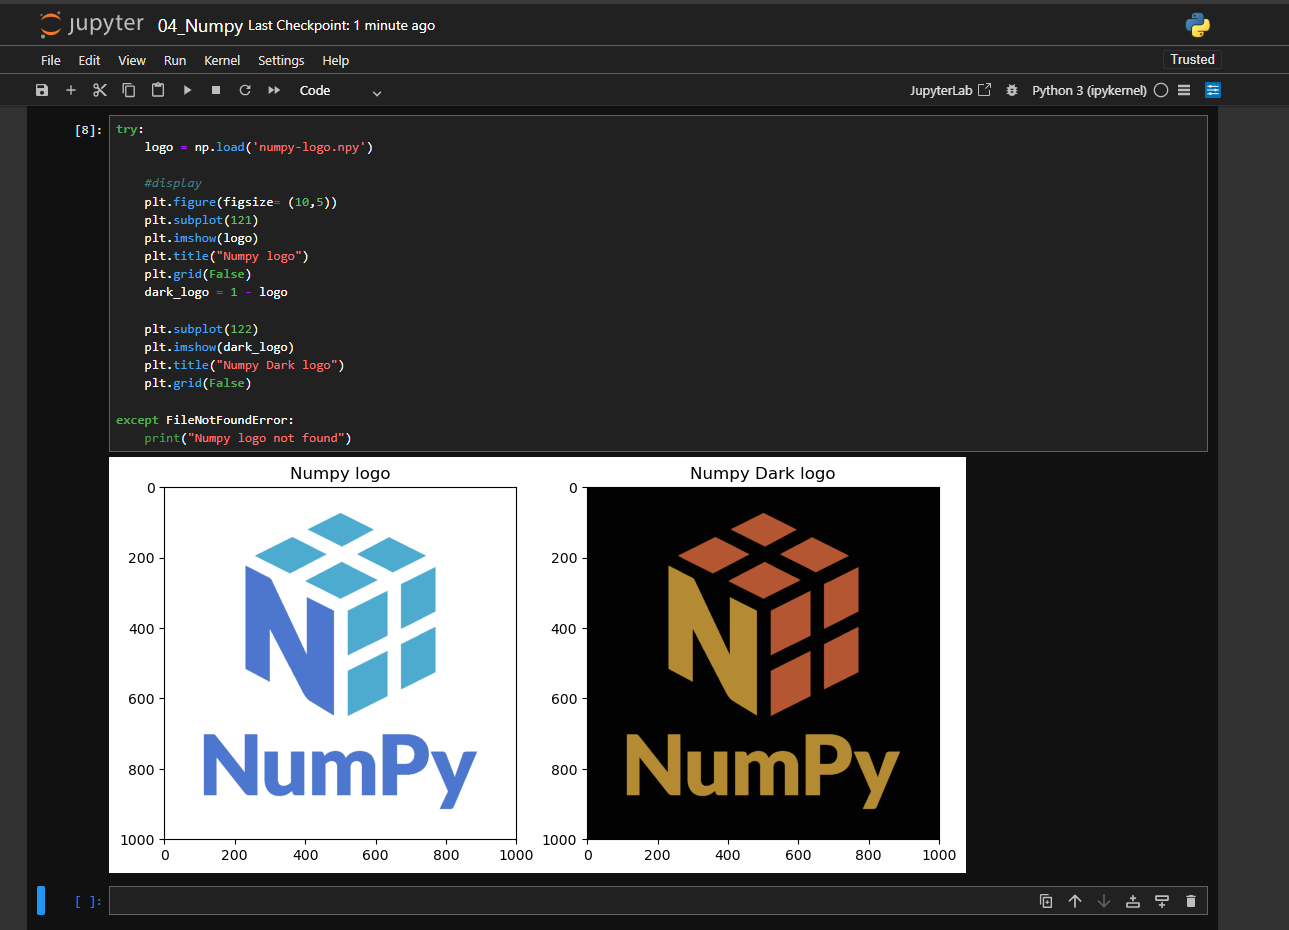 jupyter 04_Numpy Last Checkpoint: 1 minute ago
File Edit View Run Kernel Settings Help Trusted
Code JupyterLab Python 3 (ipykernel)
[8]: try:
    logo = np.load('numpy-logo.npy')
    #display
    plt.figure(figsize= (10,5))
    plt.subplot(121)
    plt.imshow(logo)
    plt.title("Numpy logo")
    plt.grid(False)
    dark_logo = 1 - logo
    plt.subplot(122)
    plt.imshow(dark_logo)
    plt.title("Numpy Dark logo")
    plt.grid(False)
except FileNotFoundError:
    print("Numpy logo not found")
Numpy logo
0
200
400
600
800
1000
NumPy
0 200 400 600 800 1000
Numpy Dark logo
0
200
400
600
800
1000
NumPy
0 200 400 600 800 1000
[ ]: